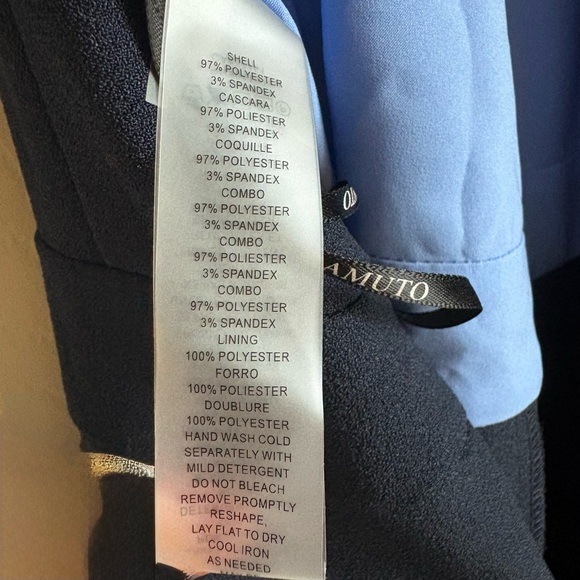 SHELL
97% POLYESTER
3% SPANDEX
CASCARA
97% POLIESTER
3% SPANDEX
COQUILLE
97% POLYESTER
3% SPANDEX
COMBO
97% POLYESTER
3% SPANDEX
COMBO
97% POLIESTER
3% SPANDEX
COMBO
97% POLYESTER
3% SPANDEX
LINING
100% POLYESTER
FORRO
100% POLIESTER
DOUBLURE
100% POLYESTER
HAND WASH COLD
SEPARATELY WITH
MILD DETERGENT
DO NOT BLEACH
REMOVE PROMPTLY
RESHAPE,
LAY FLAT TO DRY
COOL IRON
AS NEEDED
AMUTO